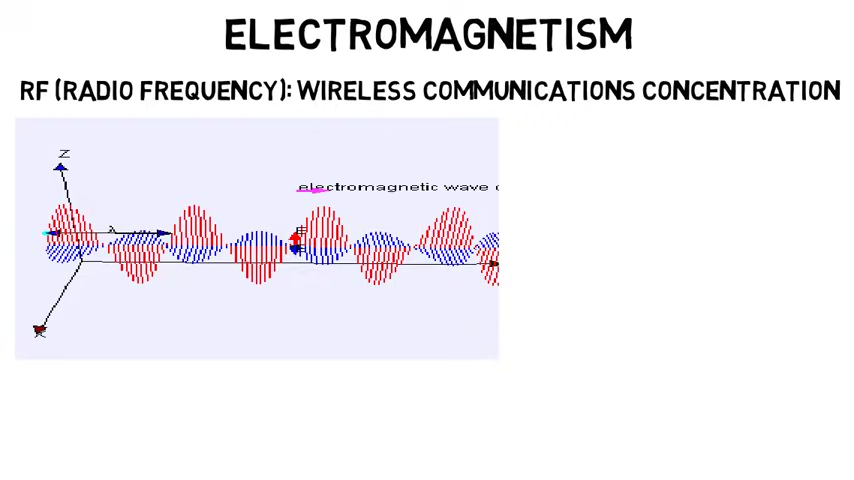 ELECTROMAGNETISM
RF (RADIO FREQUENCY): WIRELESS COMMUNICATIONS CONCENTRATION
Z
electromagnetic wave
λ
E
X